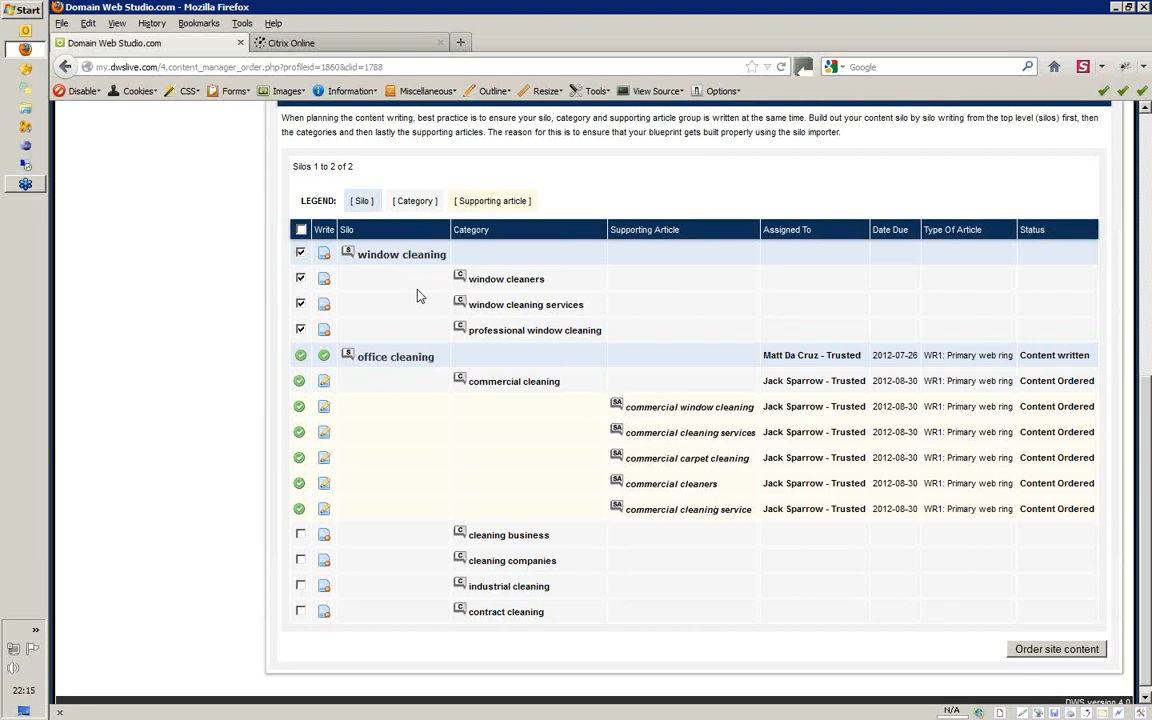 Start
Domain Web Studio.com - Mozilla Firefox
File Edit View History Bookmarks Tools Help
Domain Web Studio.com × Citrix Online × +
my.dwslive.com/4.content_manager_order.php?profileid=1860&clid=1788
Google
Disable Cookies CSS Forms Images Information Miscellaneous Outline Resize Tools View Source Options
When planning the content writing, best practice is to ensure your silo, category and supporting article group is written at the same time. Build out your content silo by silo writing from the top level (silos) first, then
the categories and then lastly the supporting articles. The reason for this is to ensure that your blueprint gets built properly using the silo importer.
Silos 1 to 2 of 2
LEGEND: [ Silo ] [ Category ] [ Supporting article ]
Write Silo Category Supporting Article Assigned To Date Due Type Of Article Status
S window cleaning
C window cleaners
C window cleaning services
C professional window cleaning
S office cleaning Matt Da Cruz - Trusted 2012-07-26 WR1: Primary web ring Content written
C commercial cleaning Jack Sparrow - Trusted 2012-08-30 WR1: Primary web ring Content Ordered
SA commercial window cleaning Jack Sparrow - Trusted 2012-08-30 WR1: Primary web ring Content Ordered
SA commercial cleaning services Jack Sparrow - Trusted 2012-08-30 WR1: Primary web ring Content Ordered
SA commercial carpet cleaning Jack Sparrow - Trusted 2012-08-30 WR1: Primary web ring Content Ordered
SA commercial cleaners Jack Sparrow - Trusted 2012-08-30 WR1: Primary web ring Content Ordered
SA commercial cleaning service Jack Sparrow - Trusted 2012-08-30 WR1: Primary web ring Content Ordered
C cleaning business
C cleaning companies
C industrial cleaning
C contract cleaning
Order site content
22:15
DWS version 4.0
N/A